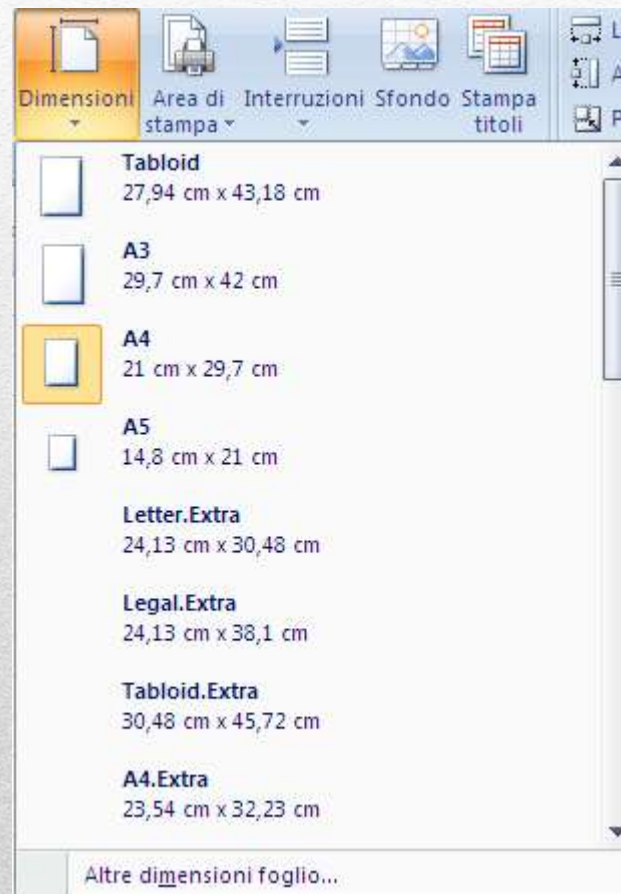 Dimensioni Area di Interruzioni Sfondo Stampa
stampa titoli
L
A
P
Tabloid
27,94 cm x 43,18 cm
A3
29,7 cm x 42 cm
A4
21 cm x 29,7 cm
A5
14,8 cm x 21 cm
Letter.Extra
24,13 cm x 30,48 cm
Legal.Extra
24,13 cm x 38,1 cm
Tabloid.Extra
30,48 cm x 45,72 cm
A4.Extra
23,54 cm x 32,23 cm
Altre dimensioni foglio...